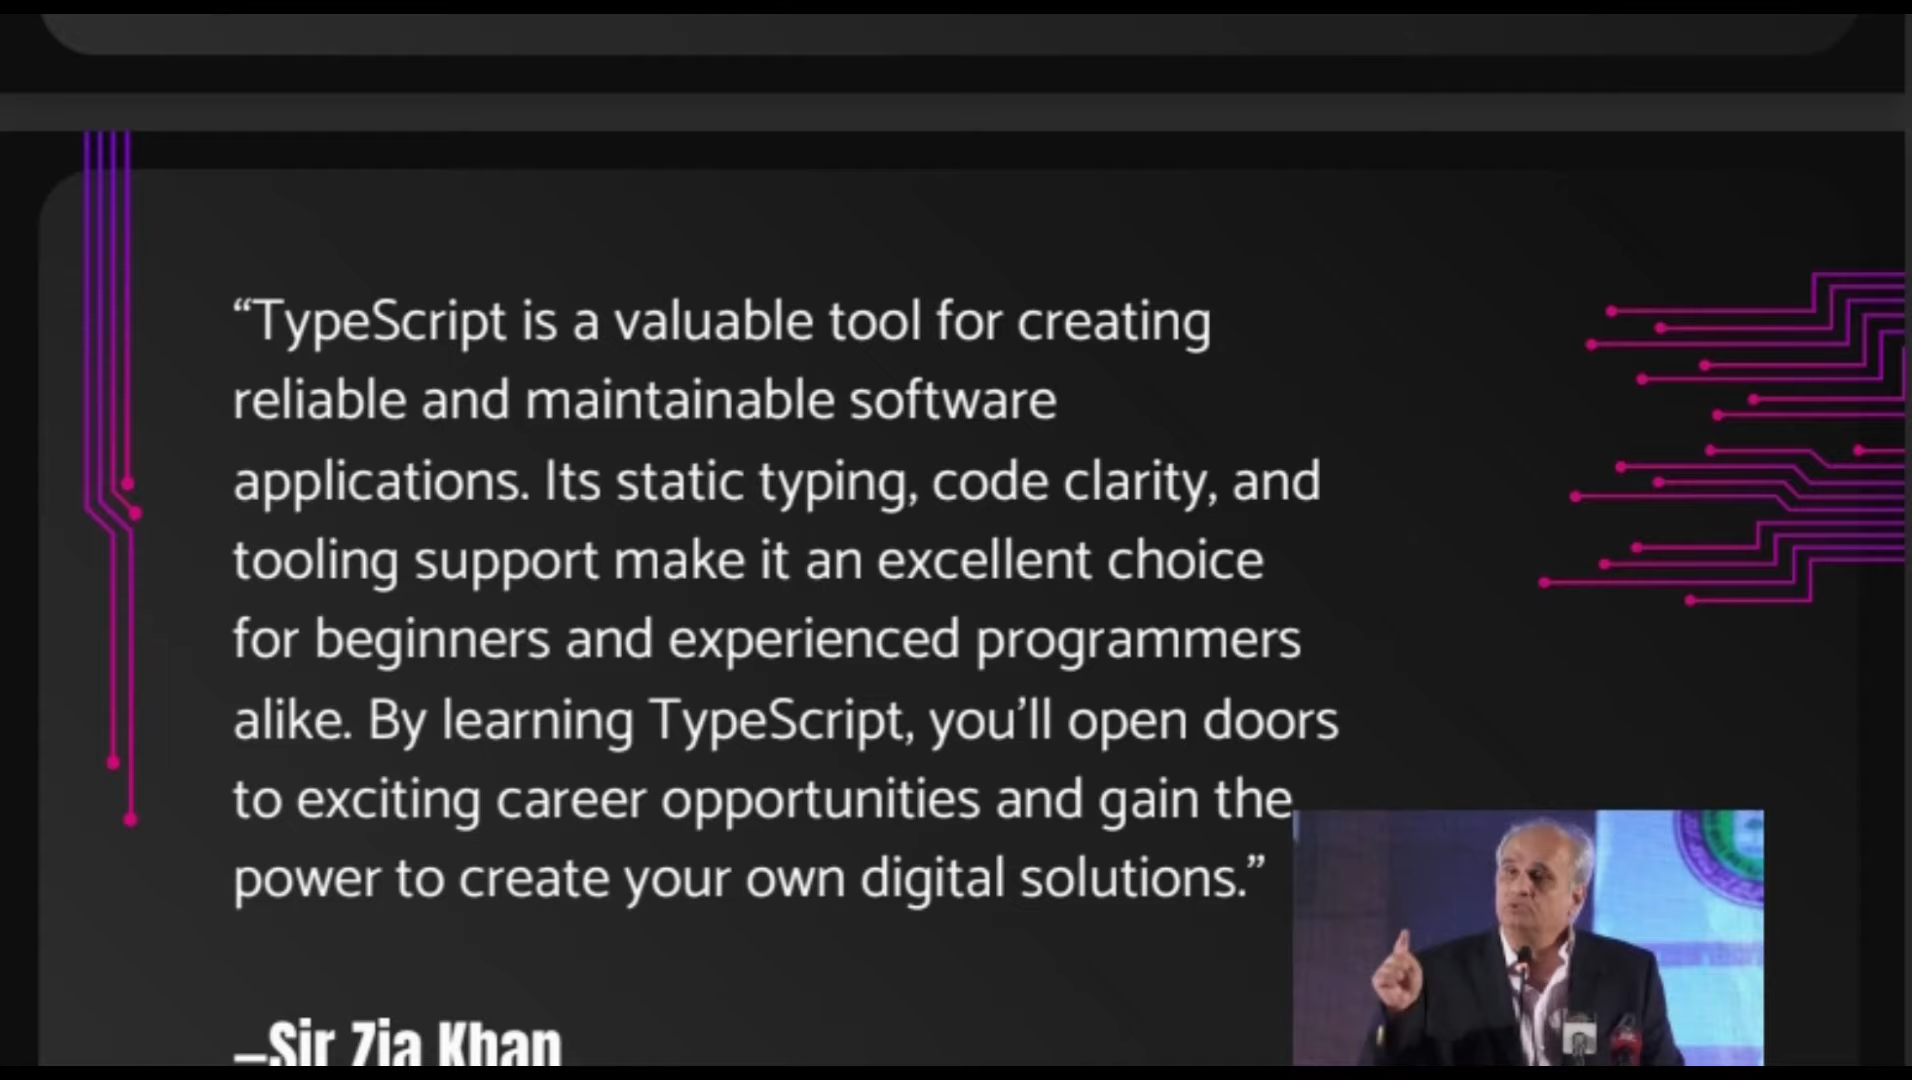 “TypeScript is a valuable tool for creating
reliable and maintainable software
applications. Its static typing, code clarity, and
tooling support make it an excellent choice
for beginners and experienced programmers
alike. By learning TypeScript, you’ll open doors
to exciting career opportunities and gain the
power to create your own digital solutions.”
—Sir Zia Khan